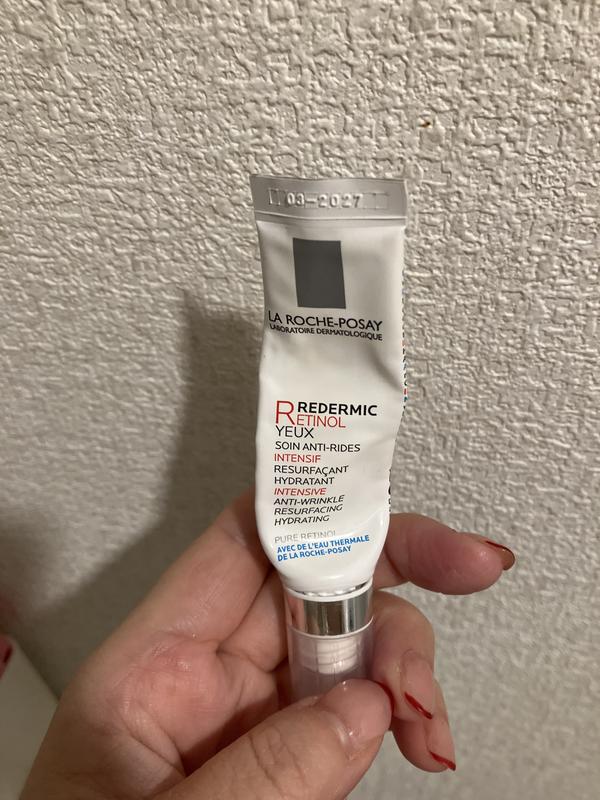 03-2027
LA ROCHE-POSAY
LABORATOIRE DERMATOLOGIQUE
REDERMIC
RETINOL
YEUX
SOIN ANTI-RIDES
INTENSIF
RESURFAÇANT
HYDRATANT
INTENSIVE
ANTI-WRINKLE
RESURFACING
HYDRATING
PURE RETINOL
AVEC DE L'EAU THERMALE
DE LA ROCHE-POSAY